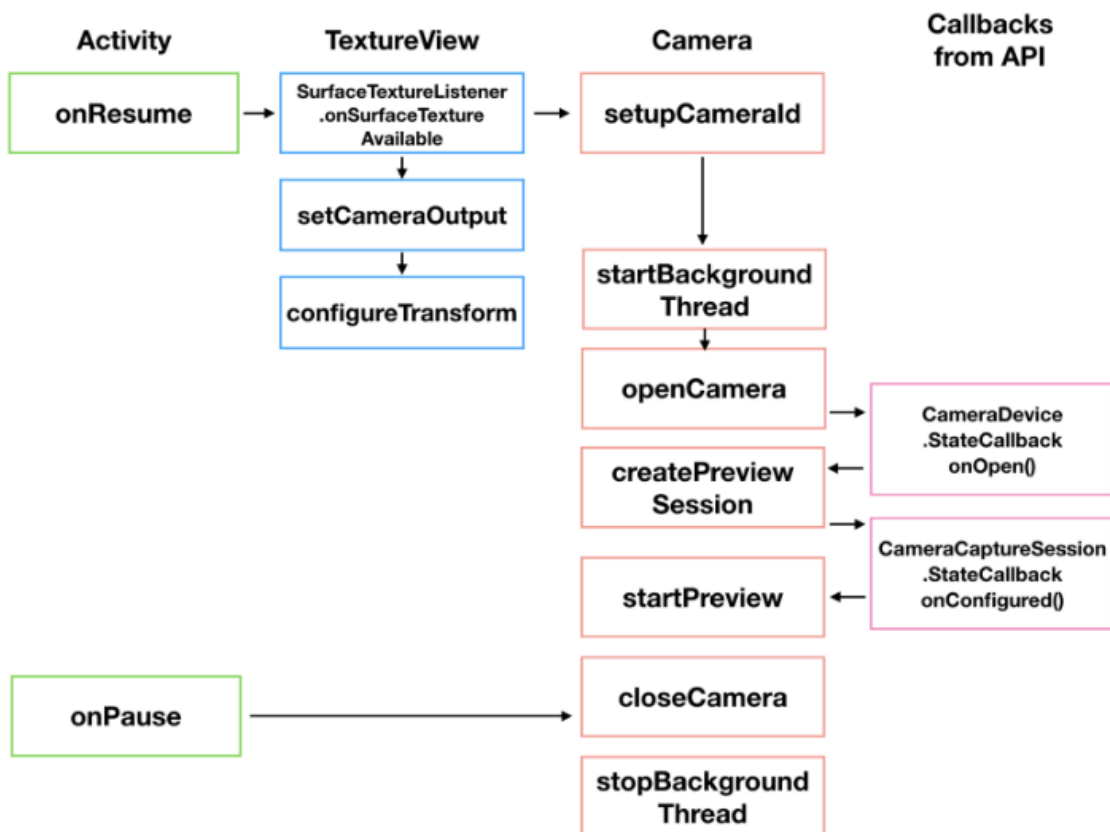 Activity
TextureView
Camera
Callbacks
from API
onResume
SurfaceTextureListener
.onSurfaceTexture
Available
setupCameraId
setCameraOutput
configureTransform
startBackground
Thread
openCamera
CameraDevice
.StateCallback
onOpen()
createPreview
Session
CameraCaptureSession
.StateCallback
onConfigured()
startPreview
onPause
closeCamera
stopBackground
Thread